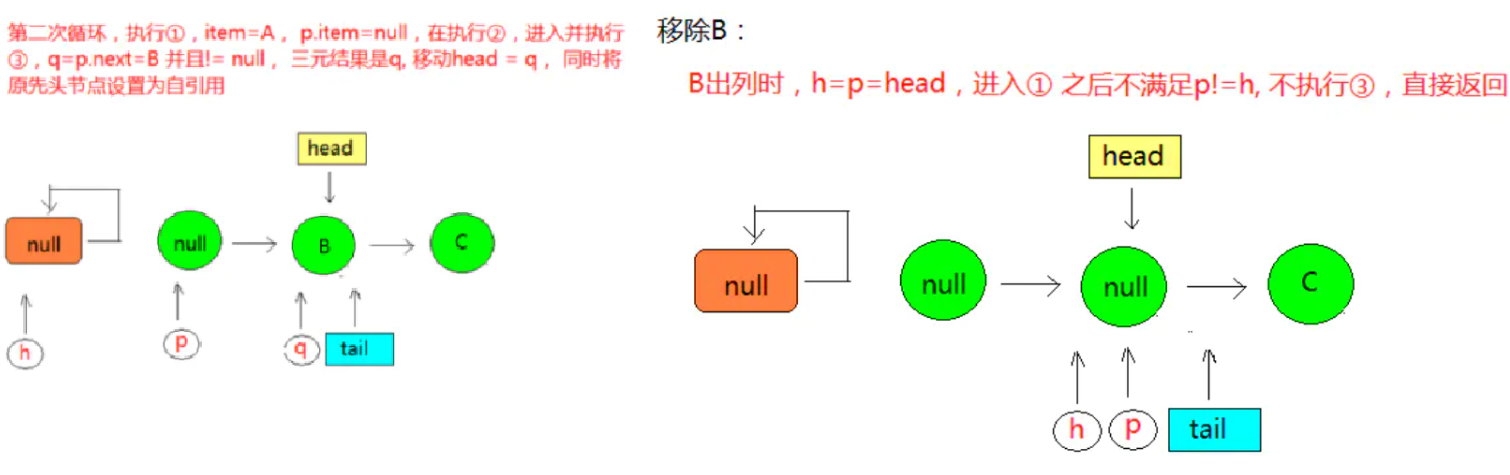 第二次循环，执行①，item=A， p.item=null，在执行②，进入并执行
③，q=p.next=B 并且!= null， 三元结果是q, 移动head = q， 同时将
原先头节点设置为自引用
head
null
null
B
C
h
p
q
tail
移除B：
B出列时，h=p=head，进入① 之后不满足p!=h, 不执行③，直接返回
head
null
null
null
C
h
p
tail